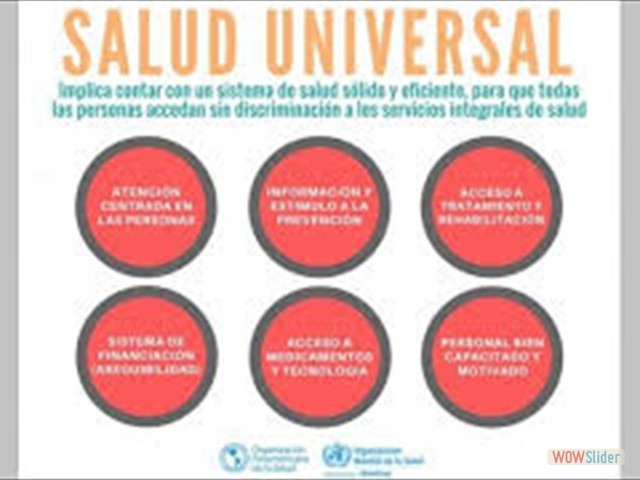 SALUD UNIVERSAL
Implica contar con un sistema de salud sólido y eficiente, para que todas
las personas accedan sin discriminación a los servicios integrales de salud
ATENCIÓN
CENTRADA EN
LAS PERSONAS
INFORMACIÓN Y
ESTÍMULO A LA
PREVENCIÓN
ACCESO A
TRATAMIENTO Y
REHABILITACIÓN
SISTEMA DE
FINANCIACIÓN
(ASEQUIBILIDAD)
ACCESO A
MEDICAMENTOS
Y TECNOLOGÍA
PERSONAL BIEN
CAPACITADO Y
MOTIVADO
Organización
Panamericana
de la Salud
Organización
Mundial de la Salud
WOWSlider